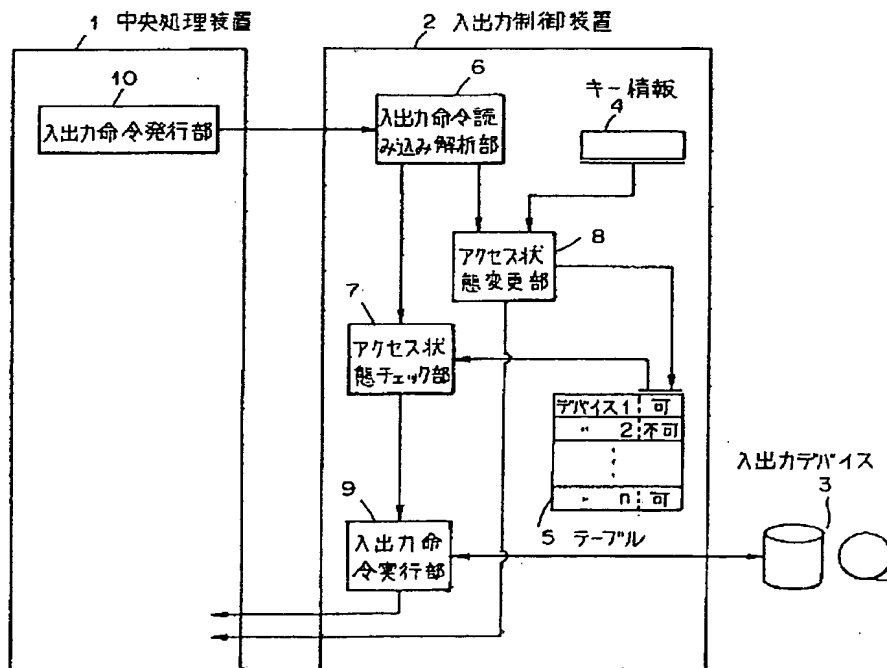 1 中央処理装置
2 入出力制御装置
10
入出力命令発行部
6
入出力命令読
み込み解析部
キー情報
4
8
アクセス状
態変更部
7
アクセス状
態チェック部
デバイス1 可
〃 2 不可
〃 n 可
5 テーブル
入出力デバイス
3
9
入出力命
令実行部